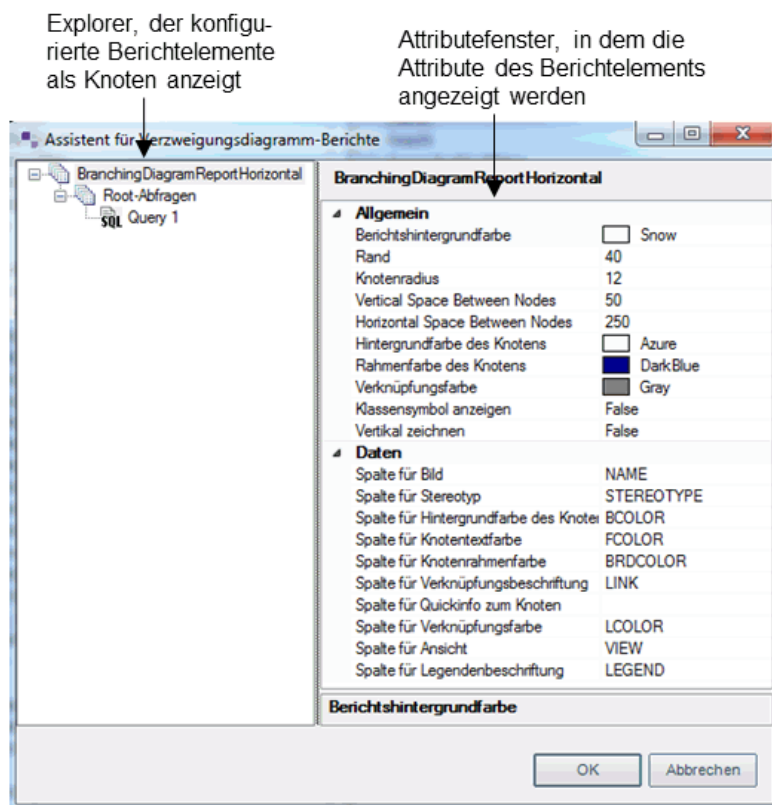 Explorer, der konfigu-
rierte Berichtelemente
als Knoten anzeigt
Attributefenster, in dem die
Attribute des Berichtelements
angezeigt werden
Assistent für Verzweigungsdiagramm-Berichte
BranchingDiagramReportHorizontal
Root-Abfragen
SQL Query 1
BranchingDiagramReportHorizontal
Allgemein
Berichtshintergrundfarbe Snow
Rand 40
Knotenradius 12
Vertical Space Between Nodes 50
Horizontal Space Between Nodes 250
Hintergrundfarbe des Knotens Azure
Rahmenfarbe des Knotens DarkBlue
Verknüpfungsfarbe Gray
Klassensymbol anzeigen False
Vertikal zeichnen False
Daten
Spalte für Bild NAME
Spalte für Stereotyp STEREOTYPE
Spalte für Hintergrundfarbe des Knoter BCOLOR
Spalte für Knotentextfarbe FCOLOR
Spalte für Knotenrahmenfarbe BRDCOLOR
Spalte für Verknüpfungsbeschriftung LINK
Spalte für Quickinfo zum Knoten
Spalte für Verknüpfungsfarbe LCOLOR
Spalte für Ansicht VIEW
Spalte für Legendenbeschriftung LEGEND
Berichtshintergrundfarbe
OK Abbrechen